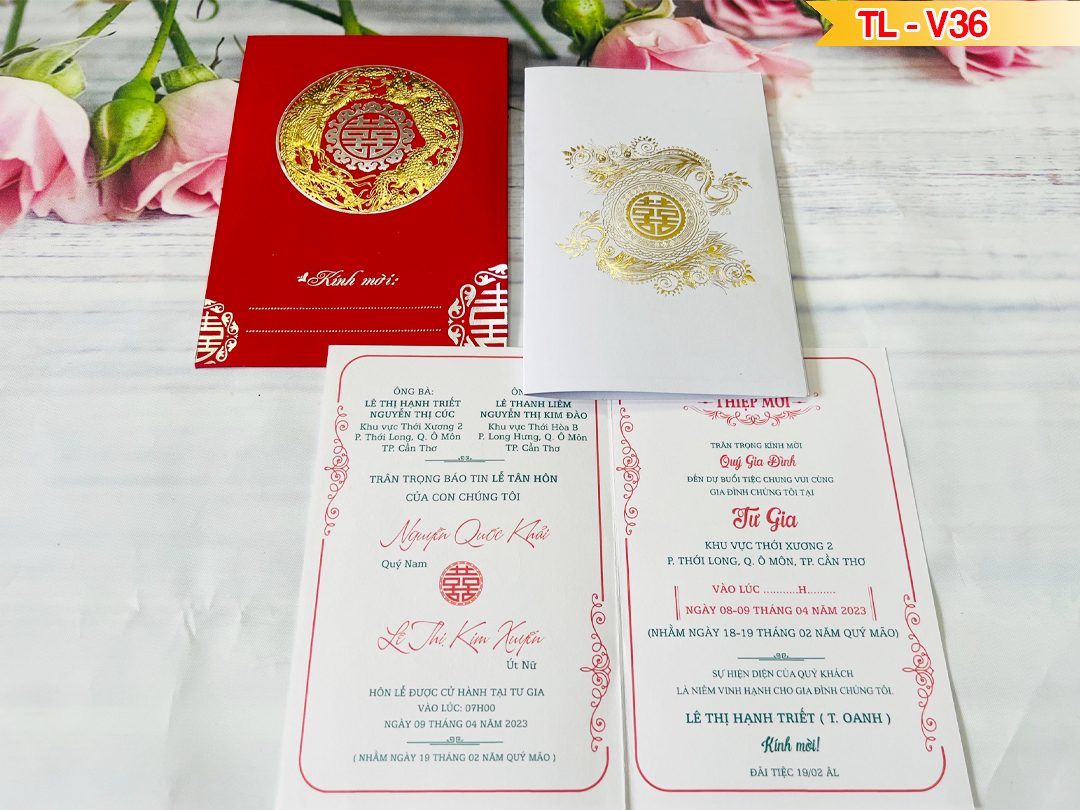 TL - V36
Kính mời:
ÔNG BÀ:
LÊ THỊ HẠNH TRIẾT
NGUYỄN THỊ CÚC
Khu vực Thới Xương 2
P. Thới Long, Q. Ô Môn
TP. Cần Thơ
LÊ THANH LIÊM
NGUYỄN THỊ KIM ĐÀO
Khu vực Thới Hòa B
P. Long Hưng, Q. Ô Môn
TP. Cần Thơ
TRÂN TRỌNG BÁO TIN LỄ TÂN HÔN
CỦA CON CHÚNG TÔI
Nguyễn Quốc Khải
Quý Nam
囍
Lê Thị Kim Xuyến
Út Nữ
HÔN LỄ ĐƯỢC CỬ HÀNH TẠI TƯ GIA
VÀO LÚC: 07H00
NGÀY 09 THÁNG 04 NĂM 2023
( NHẰM NGÀY 19 THÁNG 02 NĂM QUÝ MÃO )
THIỆP MỜI
TRÂN TRỌNG KÍNH MỜI
Quý Gia Đình
ĐẾN DỰ BUỔI TIỆC CHUNG VUI CÙNG
GIA ĐÌNH CHÚNG TÔI TẠI
Tư Gia
KHU VỰC THỚI XƯƠNG 2
P. THỚI LONG, Q. Ô MÔN, TP. CẦN THƠ
VÀO LÚC ...........H.........
NGÀY 08-09 THÁNG 04 NĂM 2023
(NHẰM NGÀY 18-19 THÁNG 02 NĂM QUÝ MÃO)
SỰ HIỆN DIỆN CỦA QUÝ KHÁCH
LÀ NIỀM VINH HẠNH CHO GIA ĐÌNH CHÚNG TÔI.
LÊ THỊ HẠNH TRIẾT ( T. OANH )
Kính mời!
ĐÃI TIỆC 19/02 ÂL